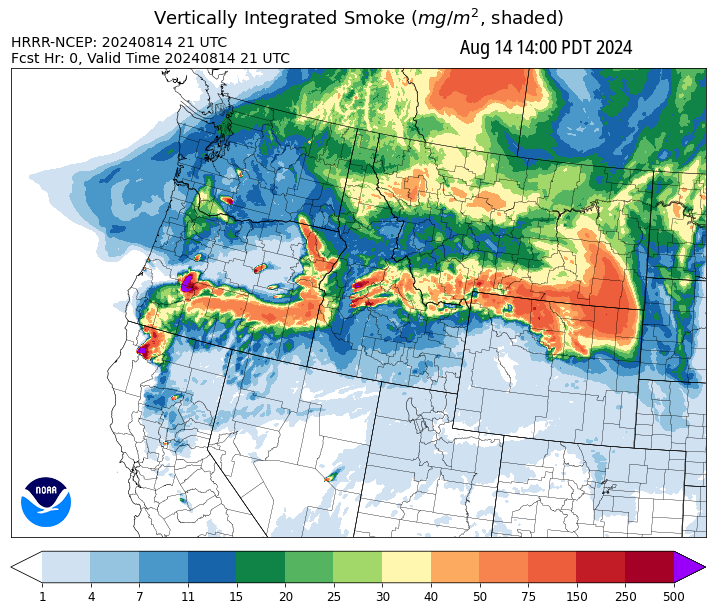 Vertically Integrated Smoke (mg/m², shaded)
HRRR-NCEP: 20240814 21 UTC
Aug 14 14:00 PDT 2024
Fcst Hr: 0, Valid Time 20240814 21 UTC
NOAA
1 4 7 11 15 20 25 30 40 50 75 150 250 500